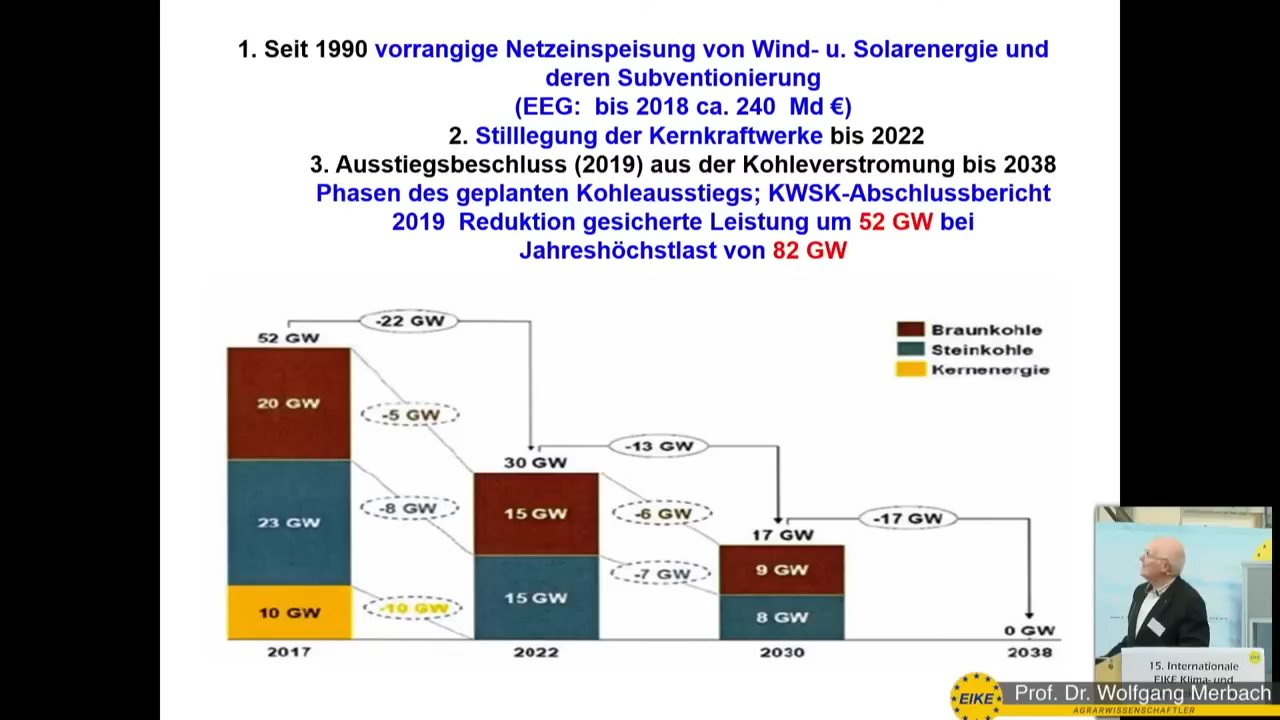 1. Seit 1990 vorrangige Netzeinspeisung von Wind- u. Solarenergie und
deren Subventionierung
(EEG: bis 2018 ca. 240 Md €)
2. Stilllegung der Kernkraftwerke bis 2022
3. Ausstiegsbeschluss (2019) aus der Kohleverstromung bis 2038
Phasen des geplanten Kohleausstiegs; KWSK-Abschlussbericht
2019 Reduktion gesicherte Leistung um 52 GW bei
Jahreshöchstlast von 82 GW
-22 GW
52 GW
Braunkohle
Steinkohle
Kernenergie
20 GW
-5 GW
-13 GW
30 GW
-8 GW
23 GW
15 GW
-6 GW
-17 GW
17 GW
-7 GW
9 GW
15 GW
10 GW
-10 GW
8 GW
0 GW
2017
2022
2030
2038
15. Internationale
EIKE Klima- und
EIKE
Prof. Dr. Wolfgang Merbach
AGRARWISSENSCHAFTLER